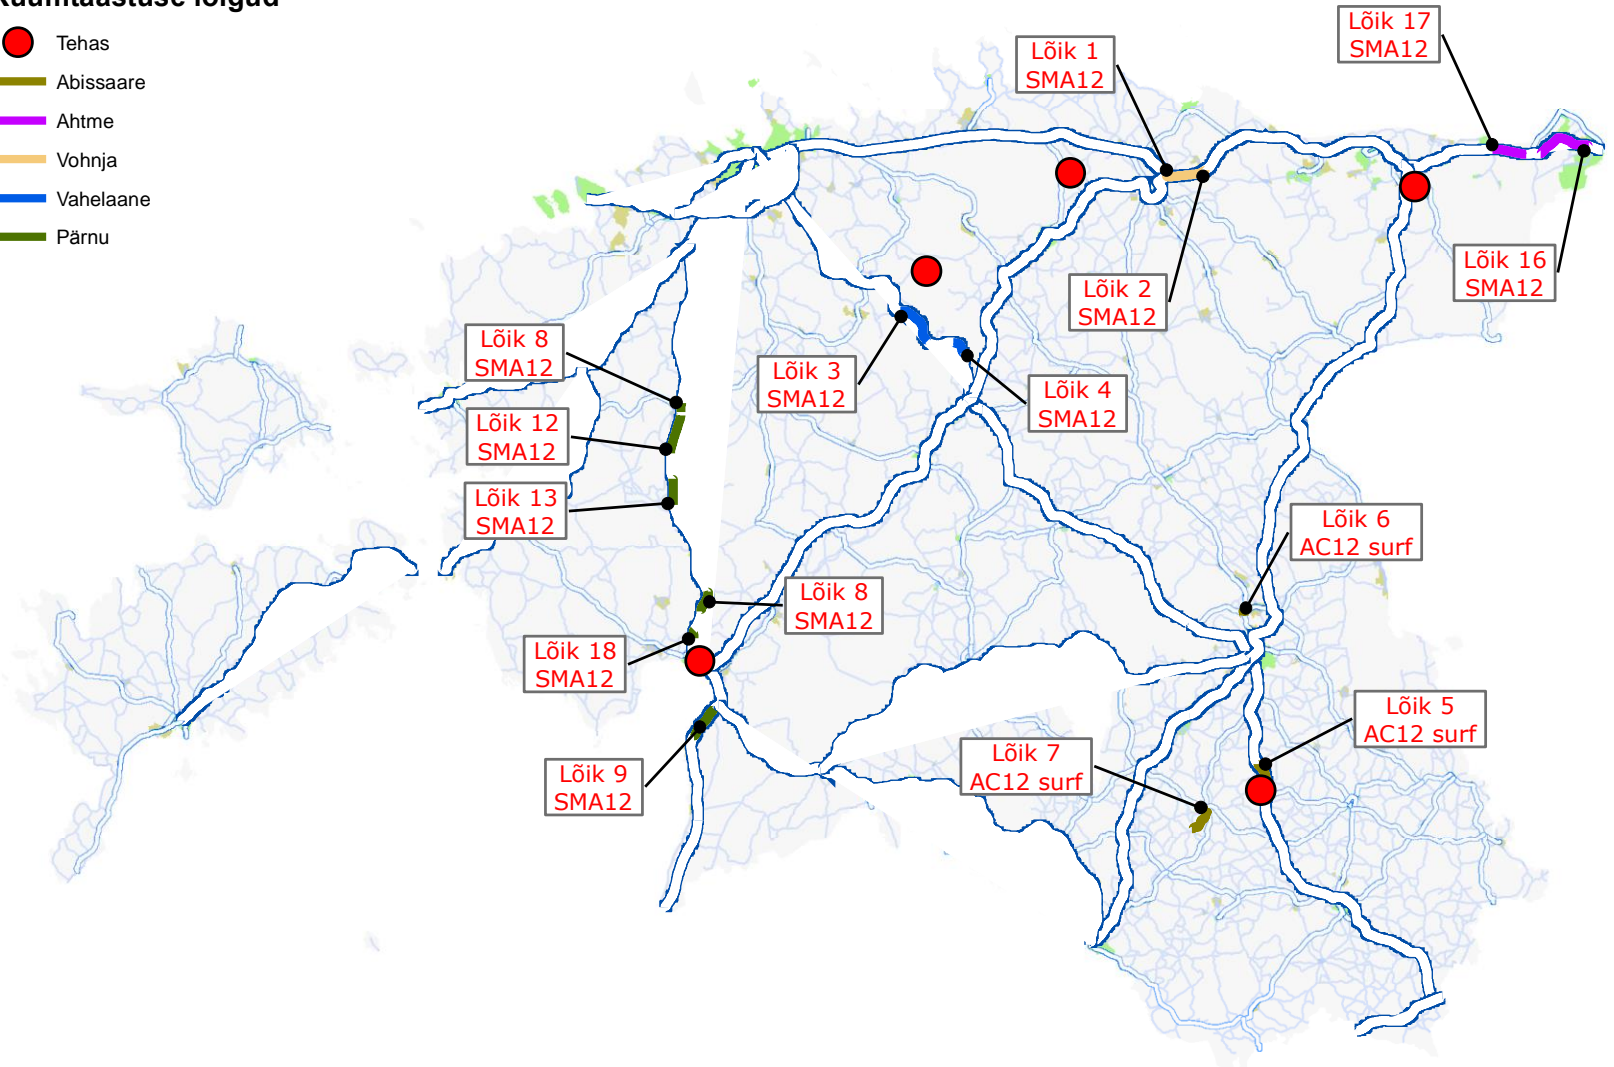 Kuumtaastuse lõigud
Tehas
Abissaare
Ahtme
Vohnja
Vahelaane
Pärnu
Lõik 17
SMA12
Lõik 1
SMA12
Lõik 16
SMA12
Lõik 2
SMA12
Lõik 8
SMA12
Lõik 3
SMA12
Lõik 4
SMA12
Lõik 12
SMA12
Lõik 13
SMA12
Lõik 6
AC12 surf
Lõik 8
SMA12
Lõik 18
SMA12
Lõik 5
AC12 surf
Lõik 7
AC12 surf
Lõik 9
SMA12